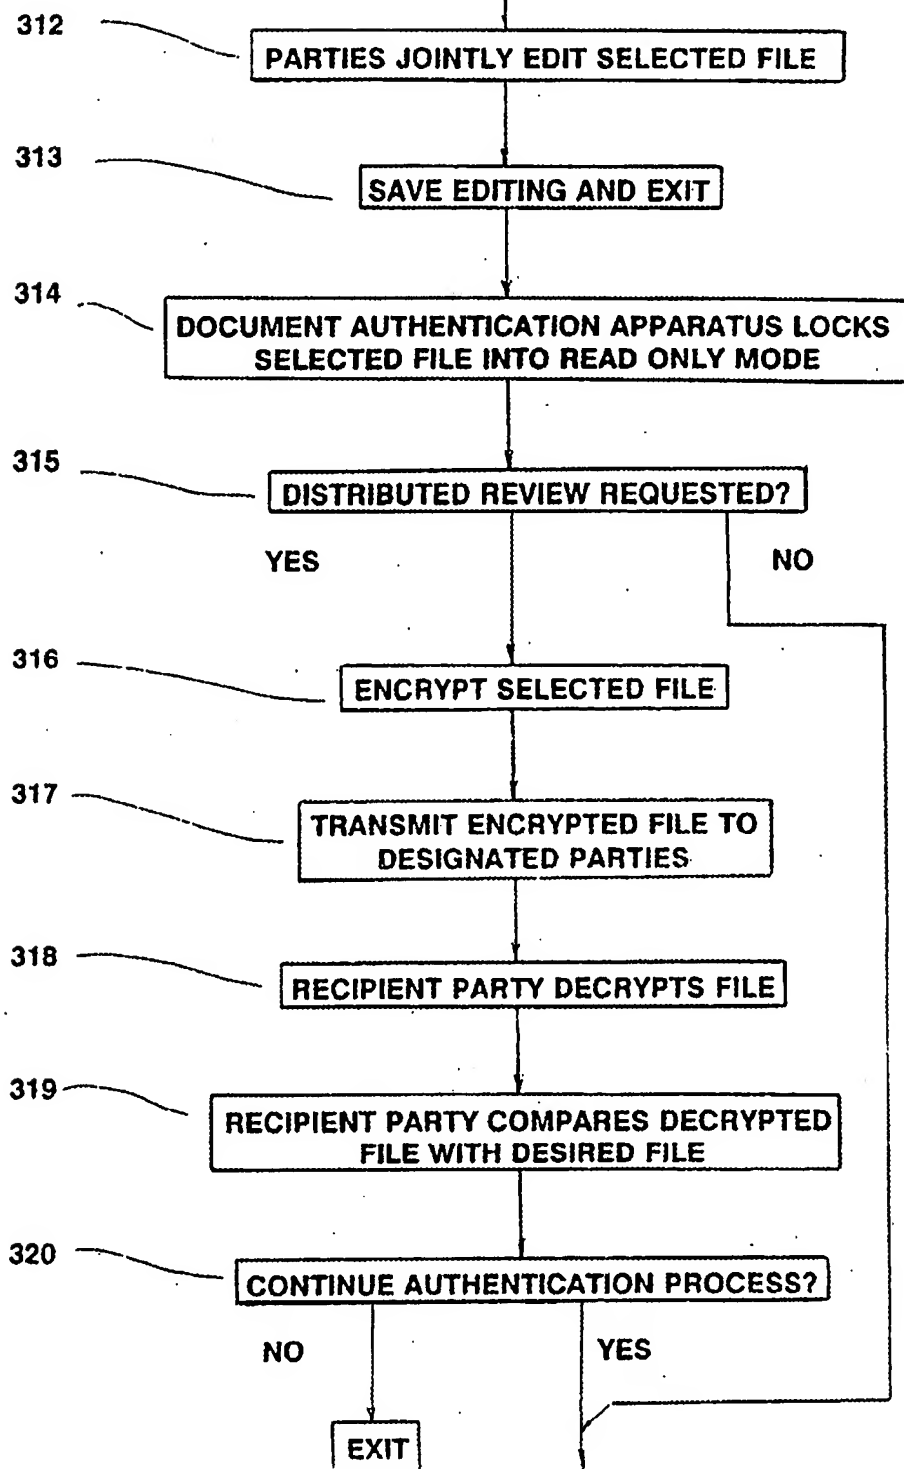 312
PARTIES JOINTLY EDIT SELECTED FILE
313
SAVE EDITING AND EXIT
314
DOCUMENT AUTHENTICATION APPARATUS LOCKS
SELECTED FILE INTO READ ONLY MODE
315
DISTRIBUTED REVIEW REQUESTED?
YES
NO
316
ENCRYPT SELECTED FILE
317
TRANSMIT ENCRYPTED FILE TO
DESIGNATED PARTIES
318
RECIPIENT PARTY DECRYPTS FILE
319
RECIPIENT PARTY COMPARES DECRYPTED
FILE WITH DESIRED FILE
320
CONTINUE AUTHENTICATION PROCESS?
NO
YES
EXIT